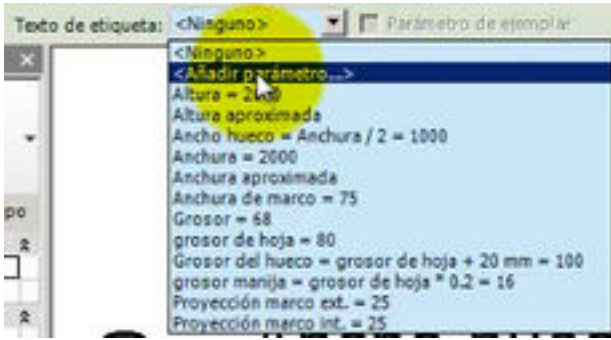 Texto de etiqueta: <Ninguno> Parámetro de ejemplar
<Ninguno>
<Añadir parámetro...>
Altura = 2000
Altura aproximada
Ancho hueco = Anchura / 2 = 1000
Anchura = 2000
Anchura aproximada
Anchura de marco = 75
Grosor = 68
grosor de hoja = 80
Grosor del hueco = grosor de hoja + 20 mm = 100
grosor manija = grosor de hoja * 0.2 = 16
Proyección marco ext. = 25
Proyección marco int. = 25
po